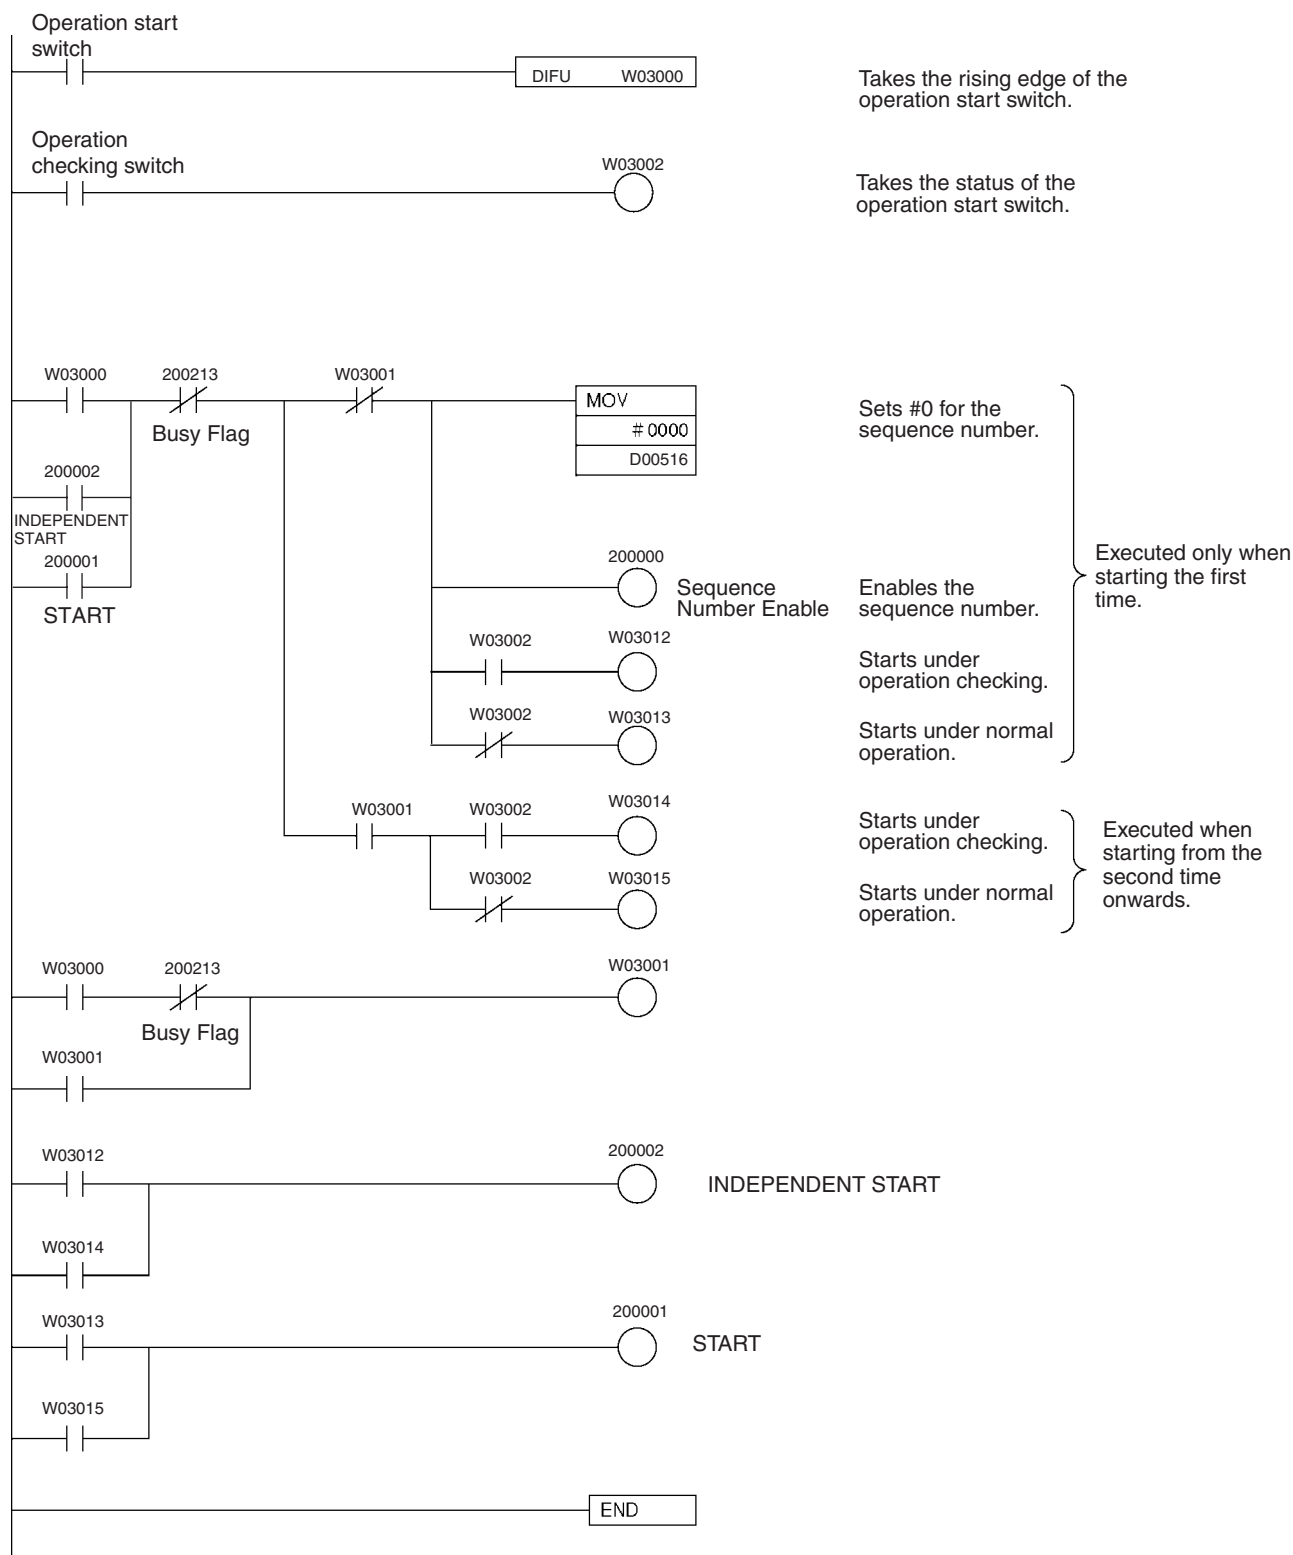 Operation start
switch
DIFU W03000
Takes the rising edge of the
operation start switch.
Operation
checking switch
W03002
Takes the status of the
operation start switch.
W03000
200213
W03001
Busy Flag
MOV
# 0000
D00516
Sets #0 for the
sequence number.
200002
INDEPENDENT
START
200001
START
200000
Sequence
Number Enable
Enables the
sequence number.
Executed only when
starting the first
time.
W03002
W03012
Starts under
operation checking.
W03002
W03013
Starts under normal
operation.
W03001
W03002
W03014
Starts under
operation checking.
Executed when
starting from the
second time
onwards.
W03002
W03015
Starts under normal
operation.
W03000
200213
W03001
Busy Flag
W03001
W03012
200002
INDEPENDENT START
W03014
W03013
200001
START
W03015
END